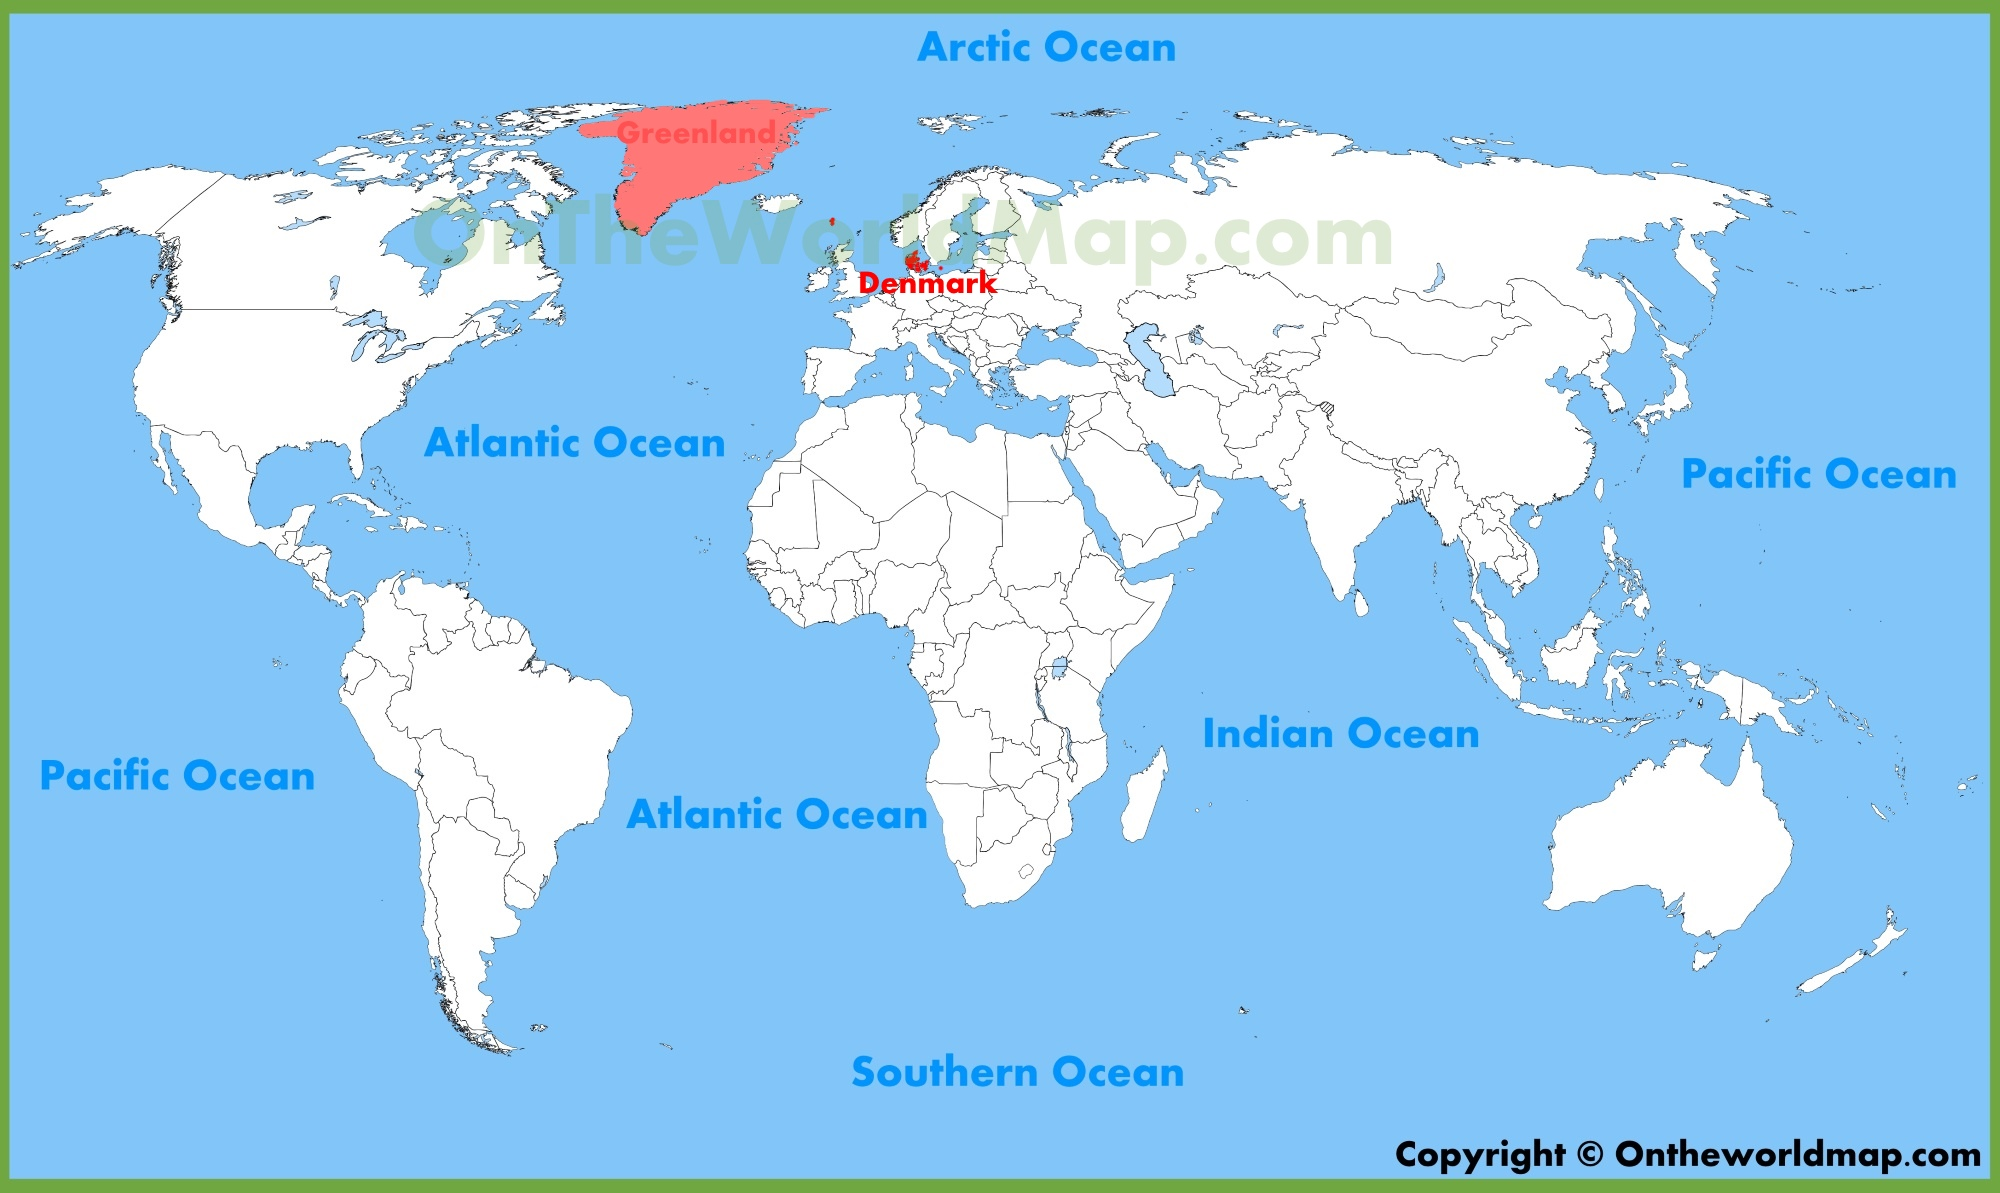 Arctic Ocean
Greenland
OnTheWorldMap.com
Denmark
Atlantic Ocean
Pacific Ocean
Indian Ocean
Pacific Ocean
Atlantic Ocean
Southern Ocean
Copyright © Ontheworldmap.com